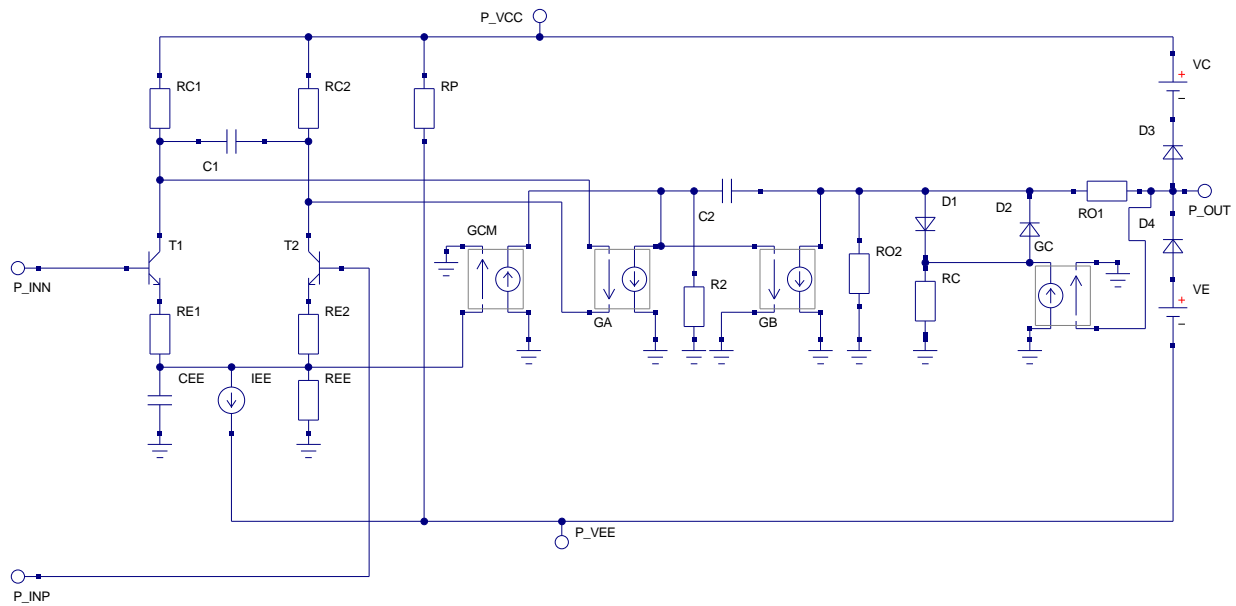 P_VCC
VC
RC1
RC2
RP
D3
C1
D1
D2
C2
RO1
P_OUT
D4
T1
T2
GCM
GC
P_INN
RO2
RC
RE1
RE2
R2
GA
GB
VE
CEE
IEE
REE
P_VEE
P_INP